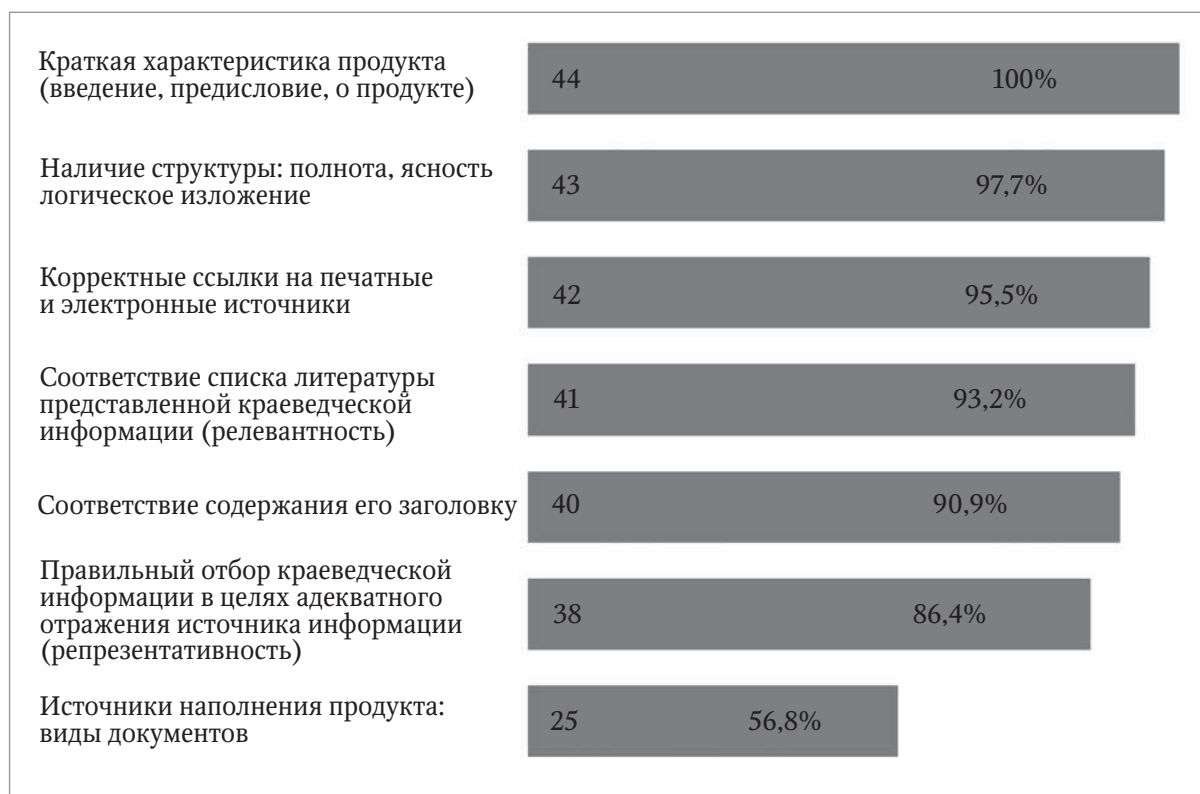 Краткая характеристика продукта
(введение, предисловие, о продукте)
44 100%
Наличие структуры: полнота, ясность
логическое изложение
43 97,7%
Корректные ссылки на печатные
и электронные источники
42 95,5%
Соответствие списка литературы
представленной краеведческой
информации (релевантность)
41 93,2%
Соответствие содержания его заголовку
40 90,9%
Правильный отбор краеведческой
информации в целях адекватного
отражения источника информации
(репрезентативность)
38 86,4%
Источники наполнения продукта:
виды документов
25 56,8%